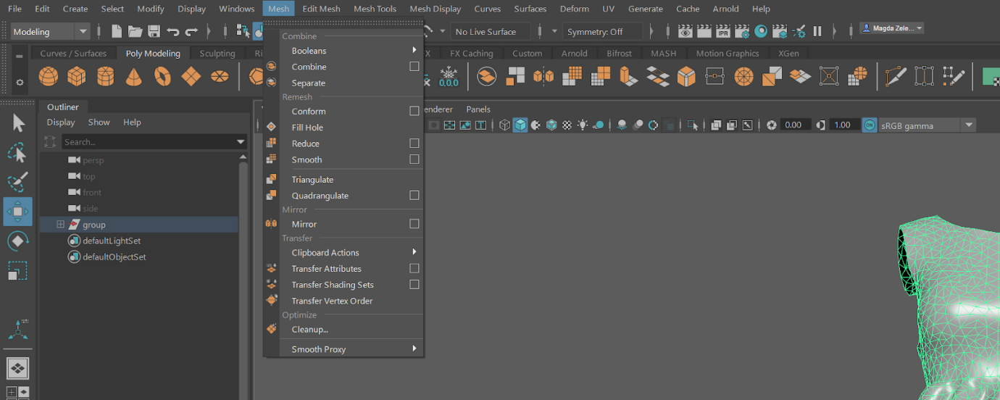 File Edit Create Select Modify Display Windows Mesh Edit Mesh Mesh Tools Mesh Display Curves Surfaces Deform UV Generate Cache Arnold Help
Modeling No Live Surface Symmetry: Off IPR Magda Zele...
Curves / Surfaces Poly Modeling Sculpting Ri FX FX Caching Custom Arnold Bifrost MASH Motion Graphics XGen
0,0,0
Outliner
Display Show Help
Search...
persp
top
front
side
group
defaultLightSet
defaultObjectSet
Combine
Booleans
Combine
Separate
Remesh
Conform
Fill Hole
Reduce
Smooth
Triangulate
Quadrangulate
Mirror
Mirror
Transfer
Clipboard Actions
Transfer Attributes
Transfer Shading Sets
Transfer Vertex Order
Optimize
Cleanup...
Smooth Proxy
enderer Panels
0.00 1.00 ON sRGB gamma